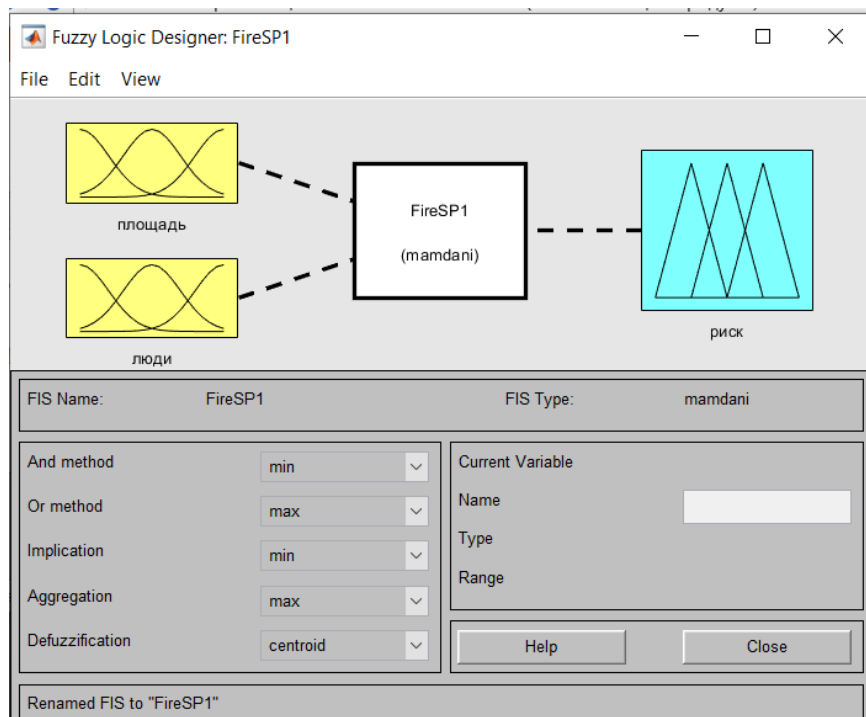 Fuzzy Logic Designer: FireSP1
File Edit View
площадь
люди
FireSP1
(mamdani)
риск
FIS Name: FireSP1 FIS Type: mamdani
And method min
Or method max
Implication min
Aggregation max
Defuzzification centroid
Current Variable
Name
Type
Range
Help Close
Renamed FIS to "FireSP1"